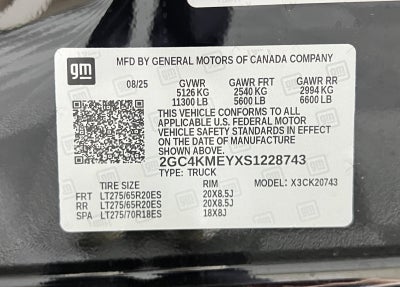 gm
MFD BY GENERAL MOTORS OF CANADA COMPANY
08/25 GVWR GAWR FRT GAWR RR
5126 KG 2540 KG 2994 KG
11300 LB 5600 LB 6600 LB
THIS VEHICLE CONFORMS TO ALL
APPLICABLE U.S. FEDERAL MOTOR
VEHICLE SAFETY STANDARDS IN EFFECT
ON THE DATE OF MANUFACTURE
SHOWN ABOVE.
2GC4KMEYXS1228743
TYPE: TRUCK
TIRE SIZE RIM MODEL: X3CK20743
FRT LT275/65R20ES 20X8.5J
RR LT275/65R20ES 20X8.5J
SPA LT275/70R18ES 18X8J